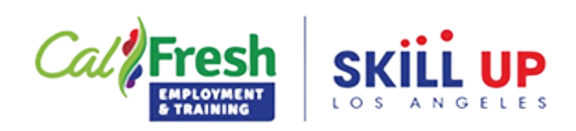 CalFresh
EMPLOYMENT
& TRAINING
SKILL UP
LOS ANGELES